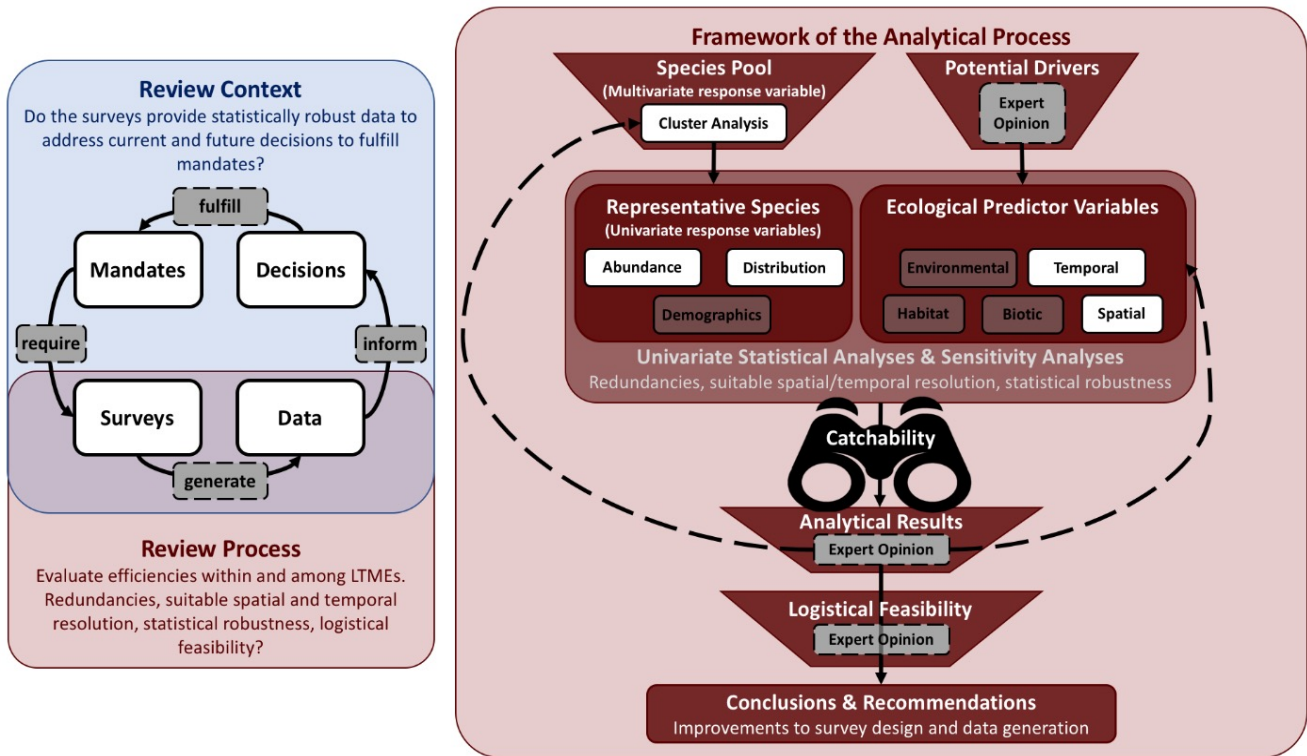 Review Context
Do the surveys provide statistically robust data to
address current and future decisions to fulfill
mandates?
fulfill
Mandates
Decisions
require
inform
Surveys
Data
generate
Review Process
Evaluate efficiencies within and among LTMEs.
Redundancies, suitable spatial and temporal
resolution, statistical robustness, logistical
feasibility?
Framework of the Analytical Process
Species Pool
(Multivariate response variable)
Cluster Analysis
Potential Drivers
Expert
Opinion
Representative Species
(Univariate response variables)
Abundance
Distribution
Demographics
Ecological Predictor Variables
Environmental
Temporal
Habitat
Biotic
Spatial
Univariate Statistical Analyses & Sensitivity Analyses
Redundancies, suitable spatial/temporal resolution, statistical robustness
Catchability
Analytical Results
Expert Opinion
Logistical Feasibility
Expert Opinion
Conclusions & Recommendations
Improvements to survey design and data generation